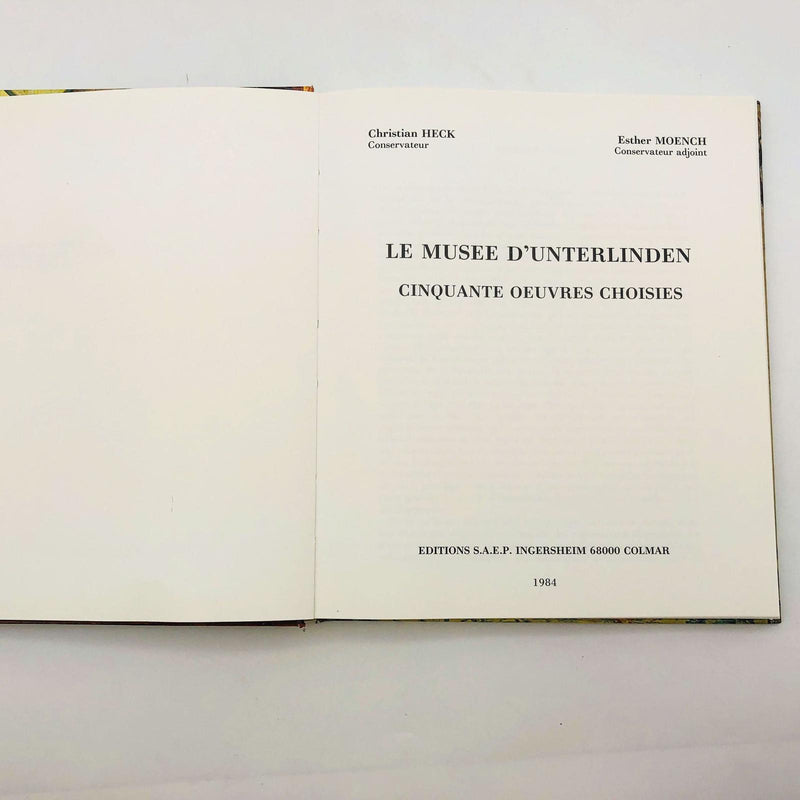 Christian HECK
Conservateur
Esther MOENCH
Conservateur adjoint
LE MUSEE D'UNTERLINDEN
CINQUANTE OEUVRES CHOISIES
EDITIONS S.A.E.P. INGERSHEIM 68000 COLMAR
1984